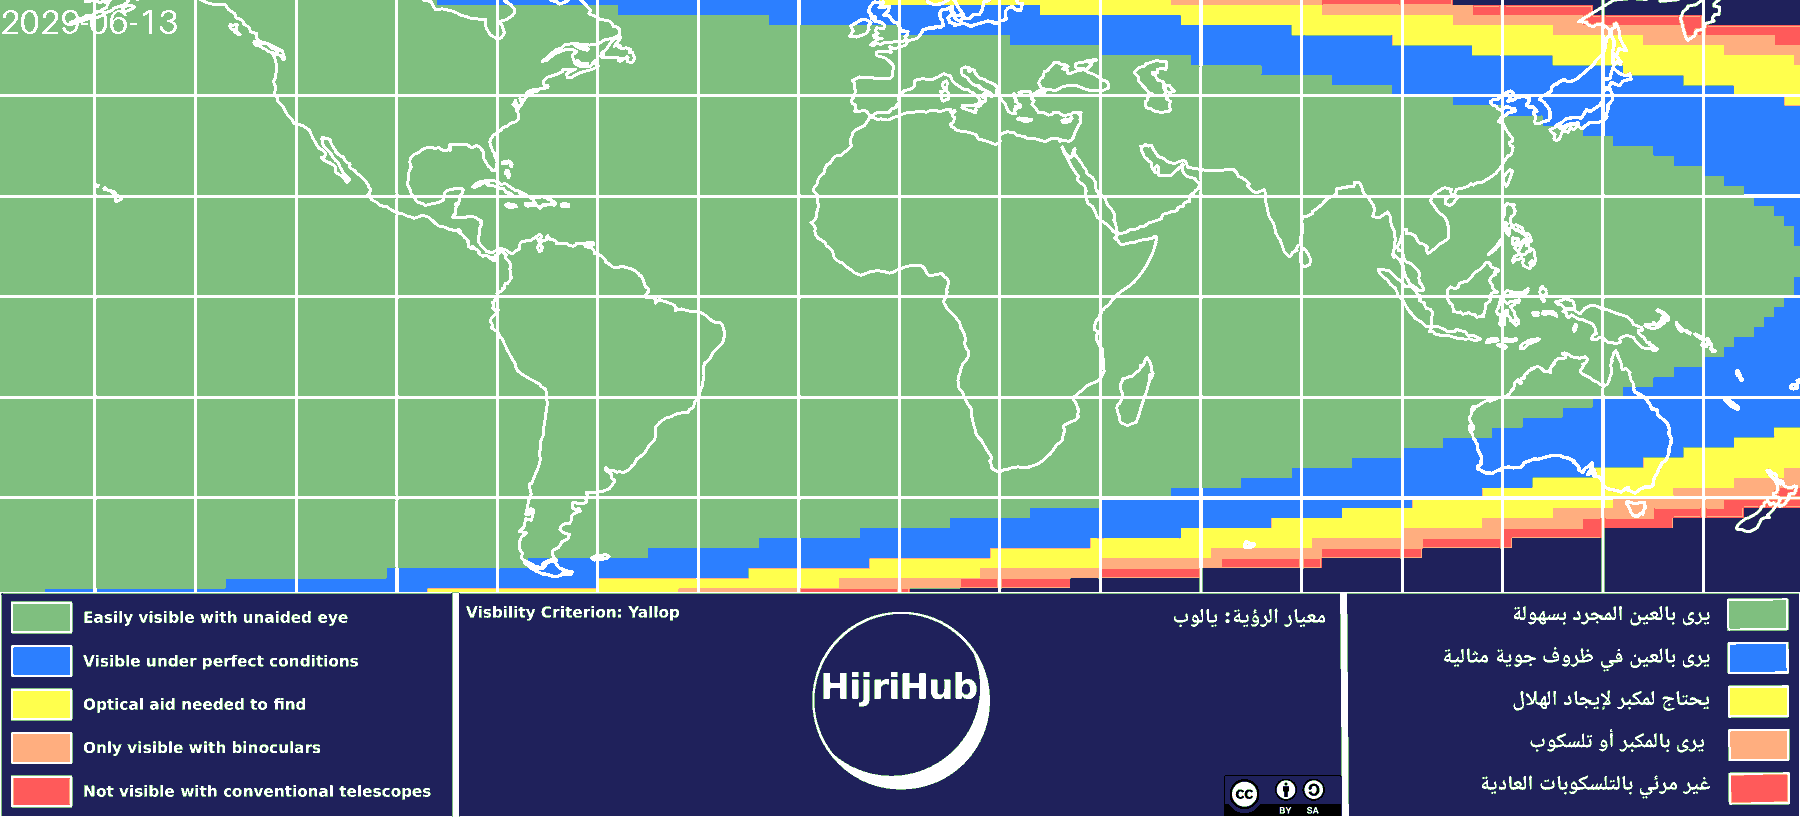 2029-06-13
Easily visible with unaided eye
Visible under perfect conditions
Optical aid needed to find
Only visible with binoculars
Not visible with conventional telescopes
Visbility Criterion: Yallop
معيار الرؤية: يالوب
HijriHub
cc
BY SA
يرى بالعين المجرد بسهولة
يرى بالعين في ظروف جوية مثالية
يحتاج لمكبر لإيجاد الهلال
يرى بالمكبر أو تلسكوب
غير مرئي بالتلسكوبات العادية